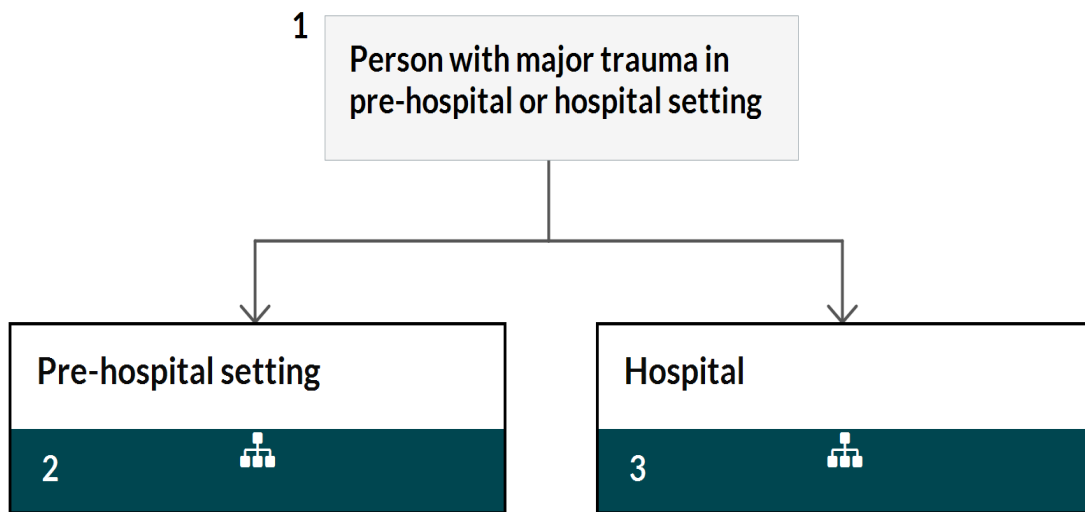 1
Person with major trauma in
pre-hospital or hospital setting
Pre-hospital setting
2
Hospital
3